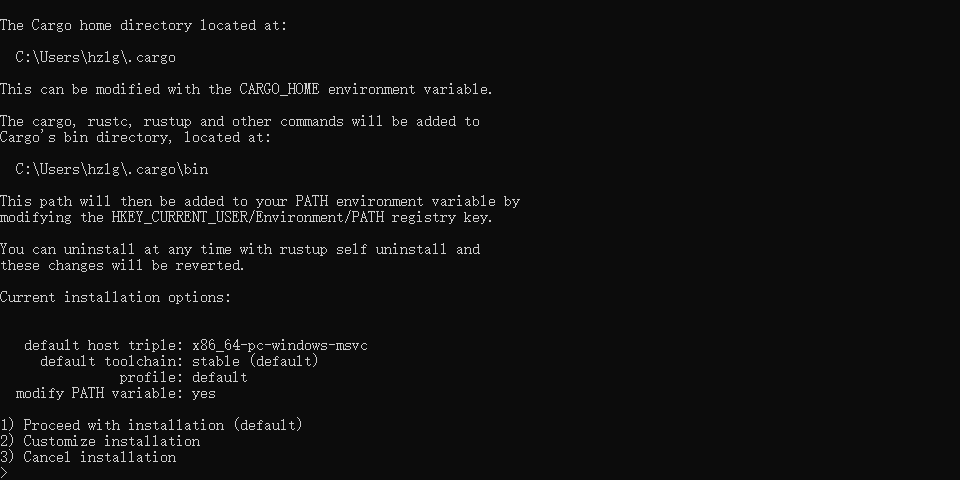 The Cargo home directory located at:
C:\Users\hzlg\.cargo
This can be modified with the CARGO_HOME environment variable.
The cargo, rustc, rustup and other commands will be added to
Cargo's bin directory, located at:
C:\Users\hzlg\.cargo\bin
This path will then be added to your PATH environment variable by
modifying the HKEY_CURRENT_USER/Environment/PATH registry key.
You can uninstall at any time with rustup self uninstall and
these changes will be reverted.
Current installation options:
default host triple: x86_64-pc-windows-msvc
default toolchain: stable (default)
profile: default
modify PATH variable: yes
1) Proceed with installation (default)
2) Customize installation
3) Cancel installation
>